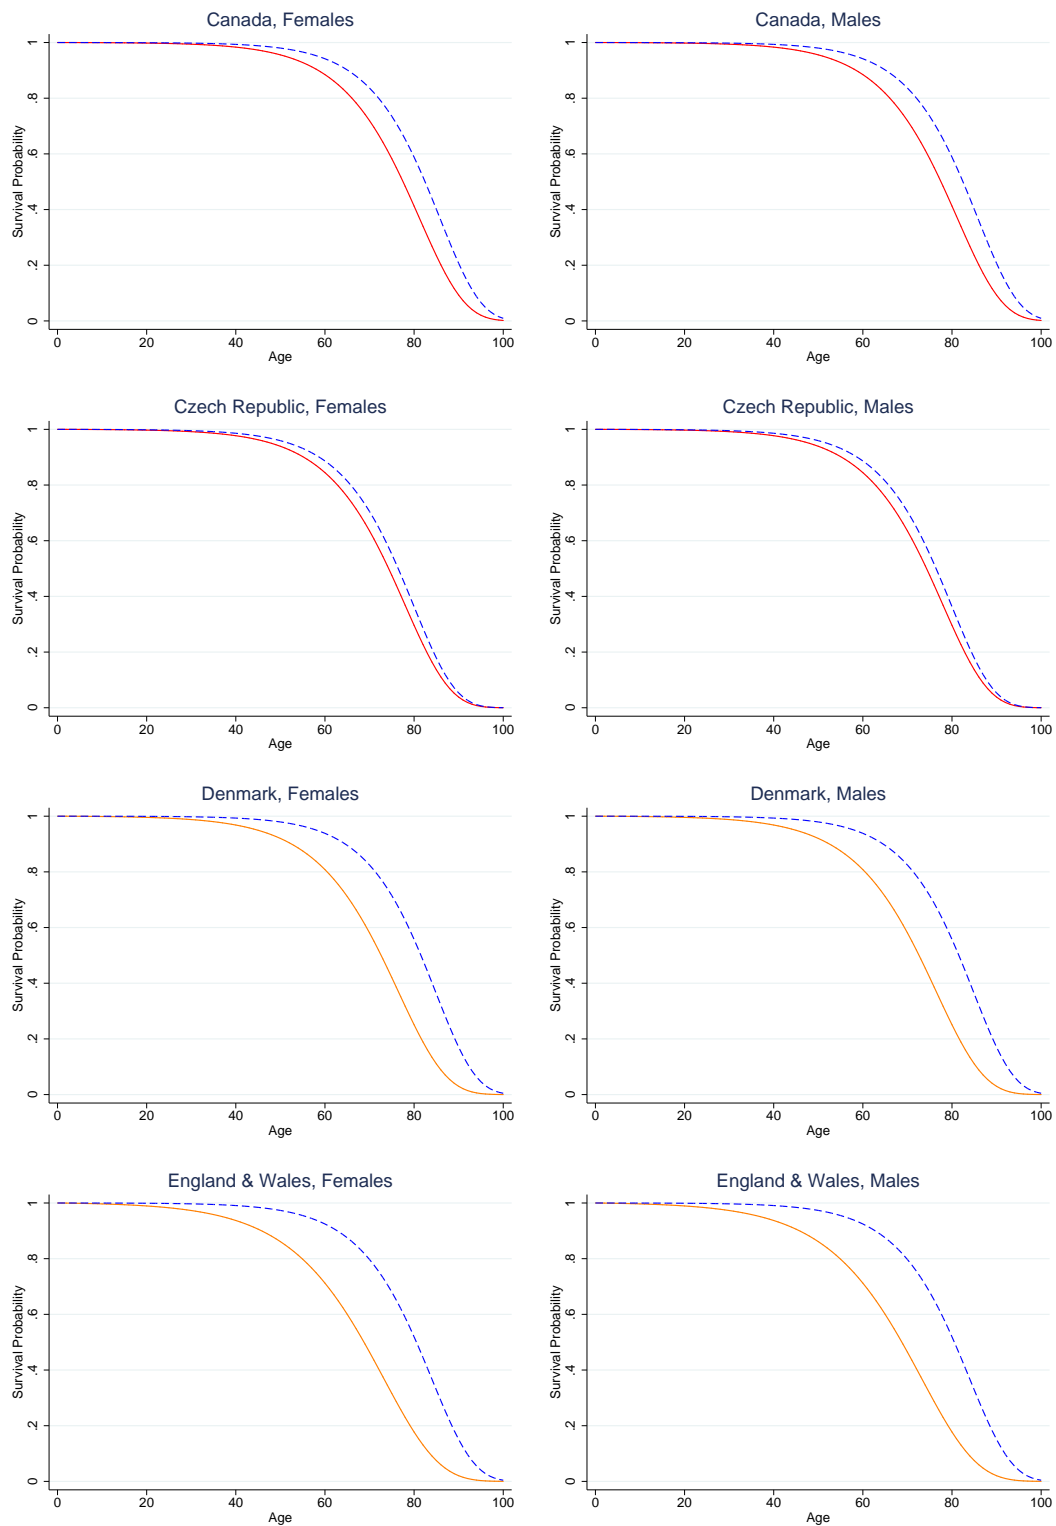 Canada, Females
Survival Probability
1
.8
.6
.4
.2
0
0 20 40 60 80 100
Age
Canada, Males
Survival Probability
1
.8
.6
.4
.2
0
0 20 40 60 80 100
Age
Czech Republic, Females
Survival Probability
1
.8
.6
.4
.2
0
0 20 40 60 80 100
Age
Czech Republic, Males
Survival Probability
1
.8
.6
.4
.2
0
0 20 40 60 80 100
Age
Denmark, Females
Survival Probability
1
.8
.6
.4
.2
0
0 20 40 60 80 100
Age
Denmark, Males
Survival Probability
1
.8
.6
.4
.2
0
0 20 40 60 80 100
Age
England & Wales, Females
Survival Probability
1
.8
.6
.4
.2
0
0 20 40 60 80 100
Age
England & Wales, Males
Survival Probability
1
.8
.6
.4
.2
0
0 20 40 60 80 100
Age